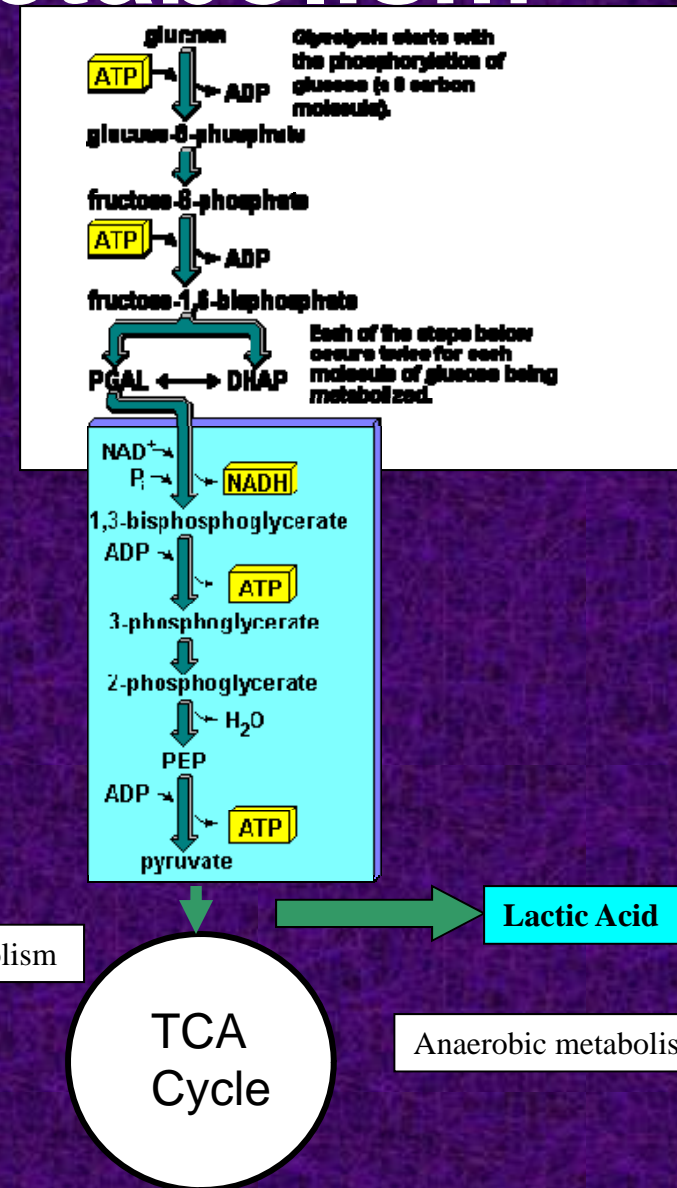 glucose
Glycolysis starts with
the phosphorylation of
glucose (a 6 carbon
molecule).
ATP
ADP
glucose-6-phosphate
fructose-6-phosphate
ATP
ADP
fructose-1,6-bisphosphate
Each of the steps below
occurs twice for each
molecule of glucose being
metabolized.
PGAL DHAP
NAD⁺
Pᵢ
NADH
1,3-bisphosphoglycerate
ADP
ATP
3-phosphoglycerate
2-phosphoglycerate
H₂O
PEP
ADP
ATP
pyruvate
Lactic Acid
olism
TCA
Cycle
Anaerobic metabolis